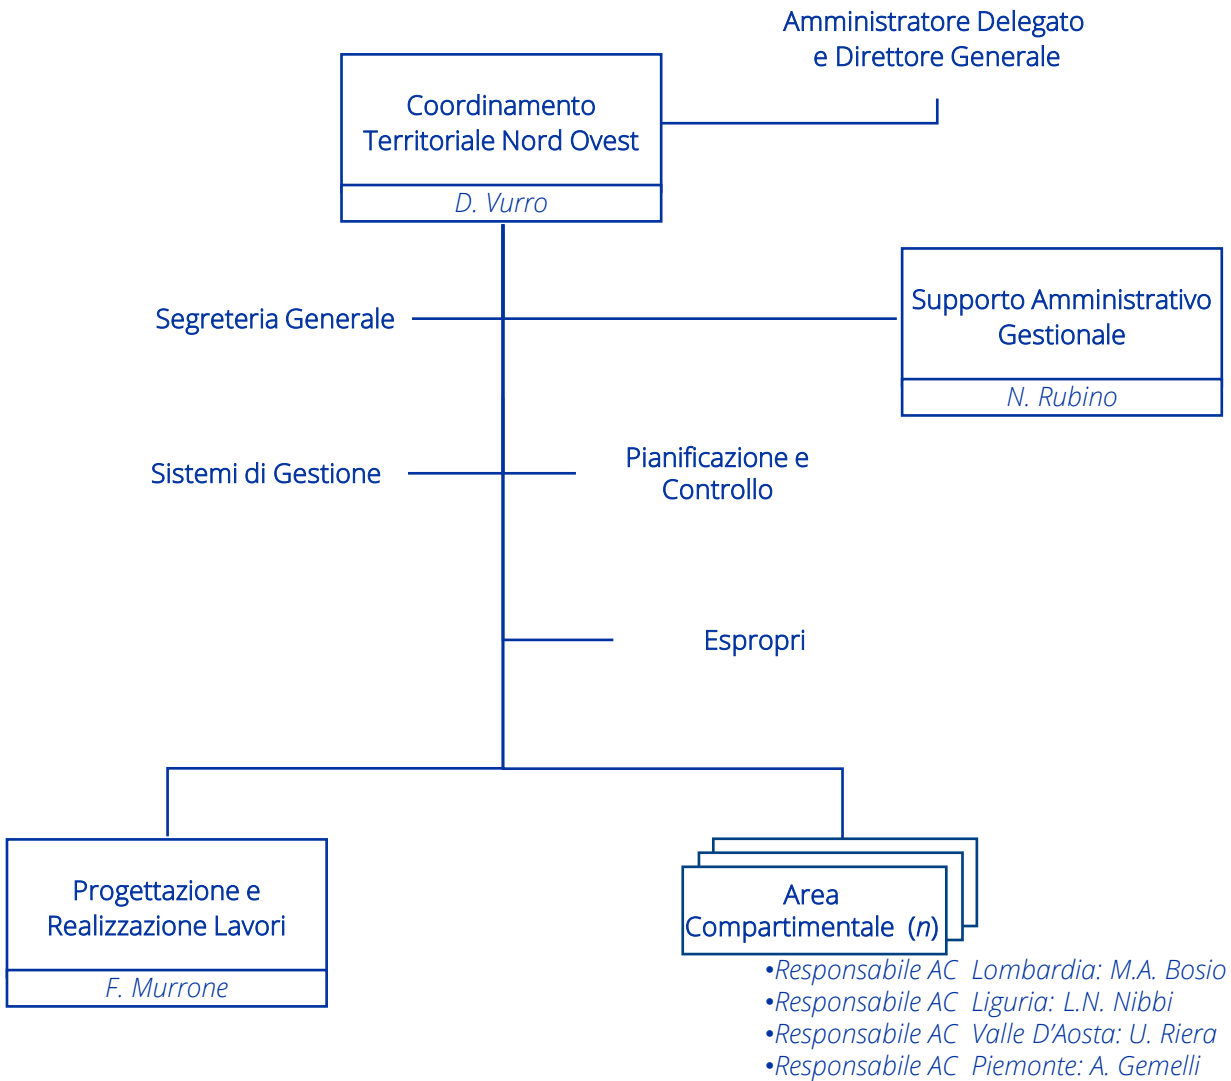 Amministratore Delegato
e Direttore Generale
Coordinamento
Territoriale Nord Ovest
D. Vurro
Segreteria Generale
Supporto Amministrativo
Gestionale
N. Rubino
Sistemi di Gestione
Pianificazione e
Controllo
Espropri
Progettazione e
Realizzazione Lavori
F. Murrone
Area
Compartimentale (n)
•Responsabile AC Lombardia: M.A. Bosio
•Responsabile AC Liguria: L.N. Nibbi
•Responsabile AC Valle D’Aosta: U. Riera
•Responsabile AC Piemonte: A. Gemelli